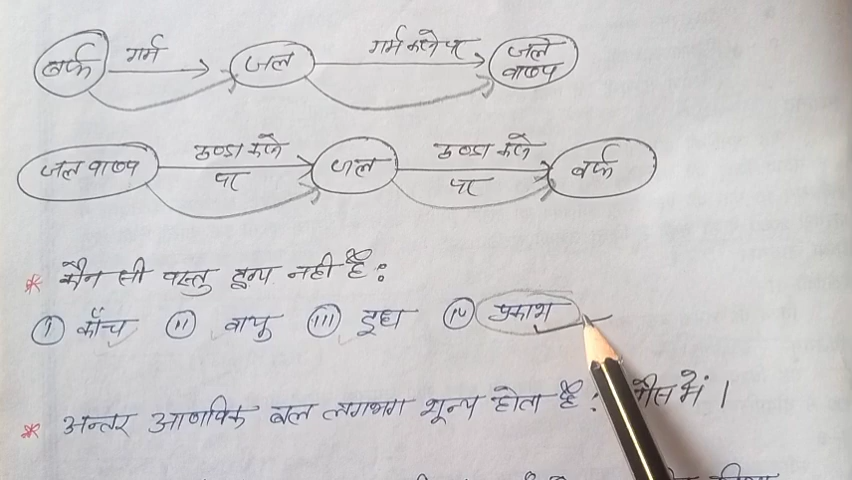 बर्फ गर्म जल गर्म करने पर जल वाष्प
जल वाष्प ठण्डा करने पर जल ठण्डा करने पर बर्फ
* कौन सी वस्तु द्रव्य नही है :
(i) काँच (ii) वायु (iii) दूध (iv) प्रकाश
* अन्तर आणविक बल लगभग शून्य होता है : गैस में ।